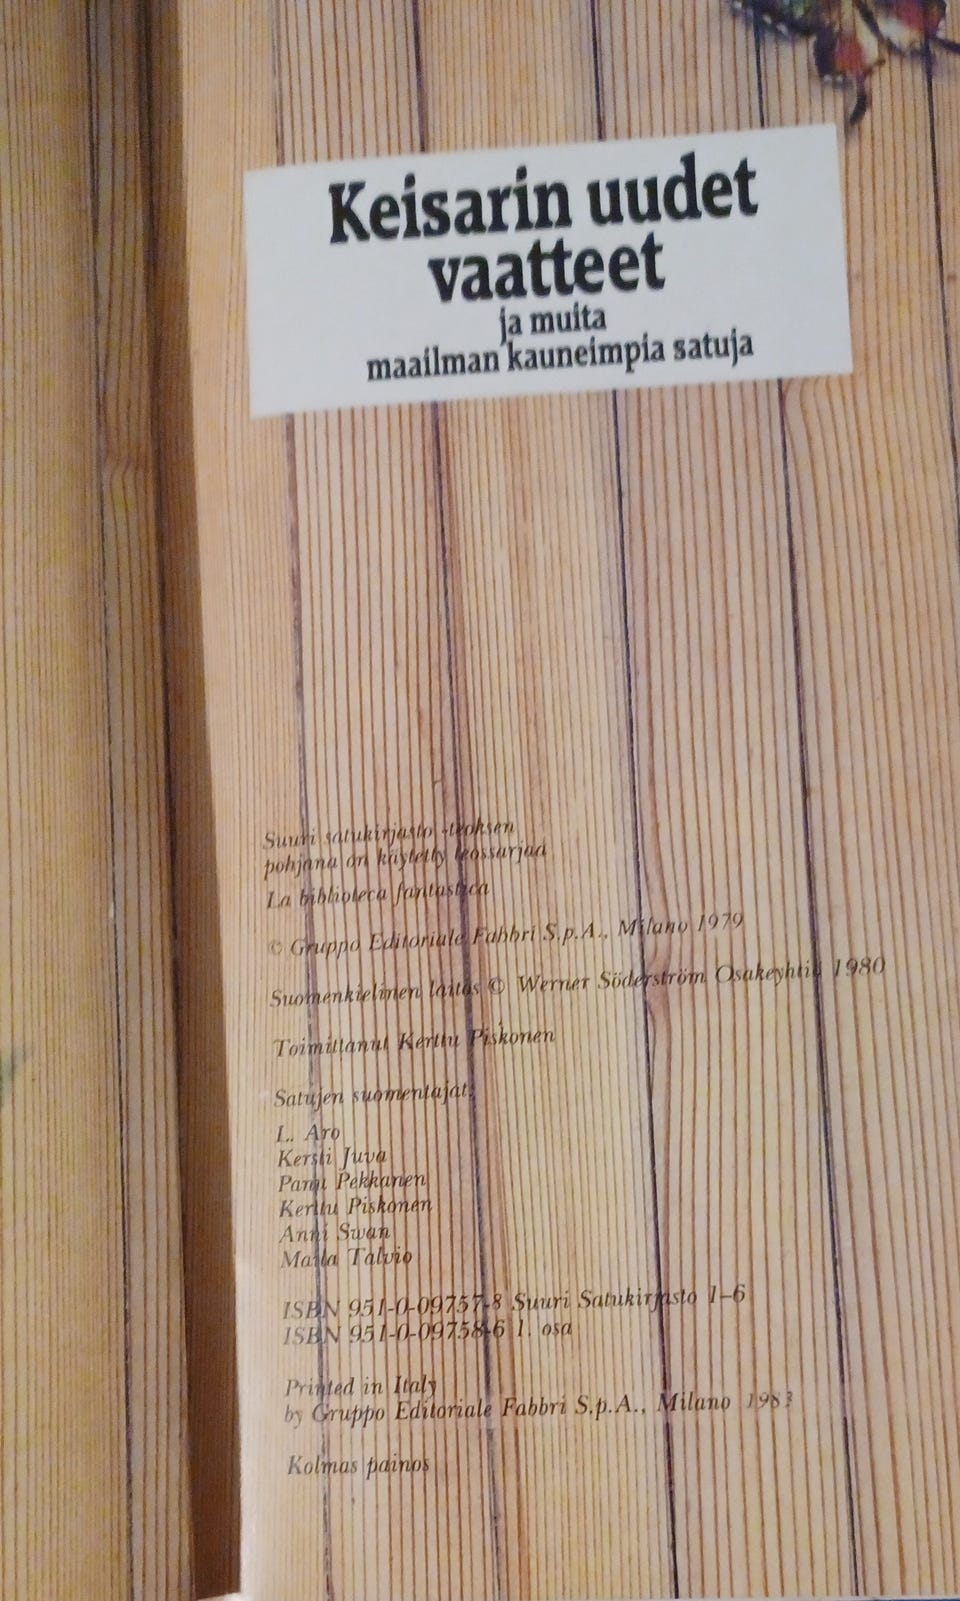 Keisarin uudet
vaatteet
ja muita
maailman kauneimpia satuja
Suuri satukirjasto -teoksen
pohjana on käytetty teossarjaa
La biblioteca fantastica
© Gruppo Editoriale Fabbri S.p.A., Milano 1979
Suomenkielinen laitos © Werner Söderström Osakeyhtiö 1980
Toimittanut Kerttu Piskonen
Satujen suomentajat:
L. Aro
Kersti Juva
Panu Pekkanen
Kerttu Piskonen
Anni Swan
Maila Talvio
ISBN 951-0-09757-8 Suuri Satukirjasto 1–6
ISBN 951-0-09758-6 1. osa
Printed in Italy
by Gruppo Editoriale Fabbri S.p.A., Milano 1983
Kolmas painos